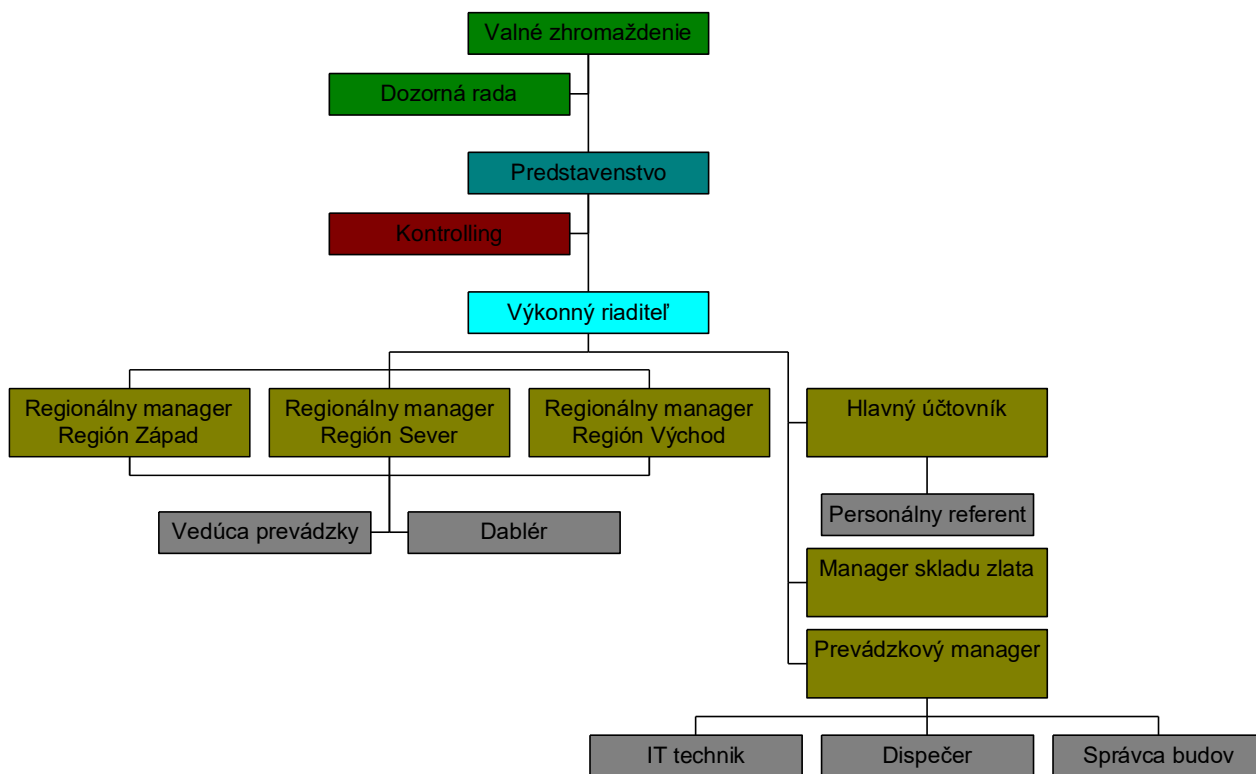 Valné zhromaždenie
Dozorná rada
Predstavenstvo
Kontrolling
Výkonný riaditeľ
Regionálny manager
Región Západ
Regionálny manager
Región Sever
Regionálny manager
Región Východ
Hlavný účtovník
Personálny referent
Vedúca prevádzky
Dablér
Manager skladu zlata
Prevádzkový manager
IT technik
Dispečer
Správca budov